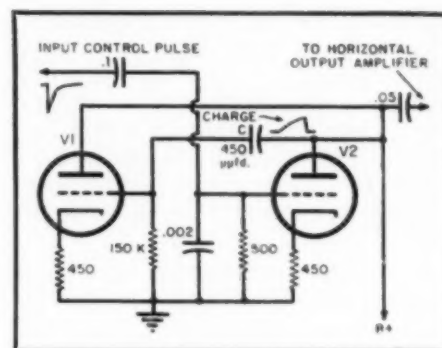 INPUT CONTROL PULSE
.1
TO HORIZONTAL
OUTPUT AMPLIFIER
.05
CHARGE
C
450
µµfd.
V1
V2
150 K
.002
500
450
450
B+